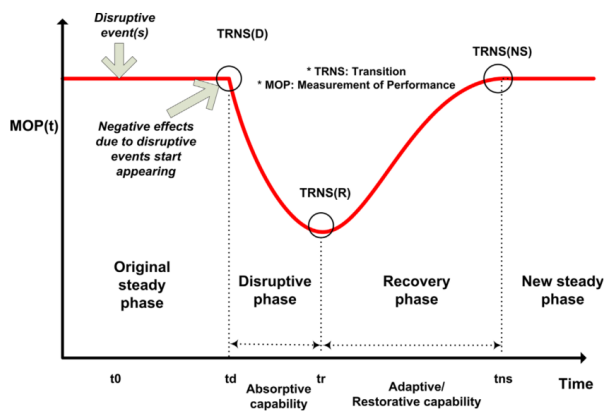 Disruptive
event(s)
TRNS(D)
TRNS(NS)
* TRNS: Transition
* MOP: Measurement of Performance
MOP(t)
Negative effects
due to disruptive
events start
appearing
TRNS(R)
Original
steady
phase
Disruptive
phase
Recovery
phase
New steady
phase
t0
td
tr
tns
Time
Absorptive
capability
Adaptive/
Restorative capability